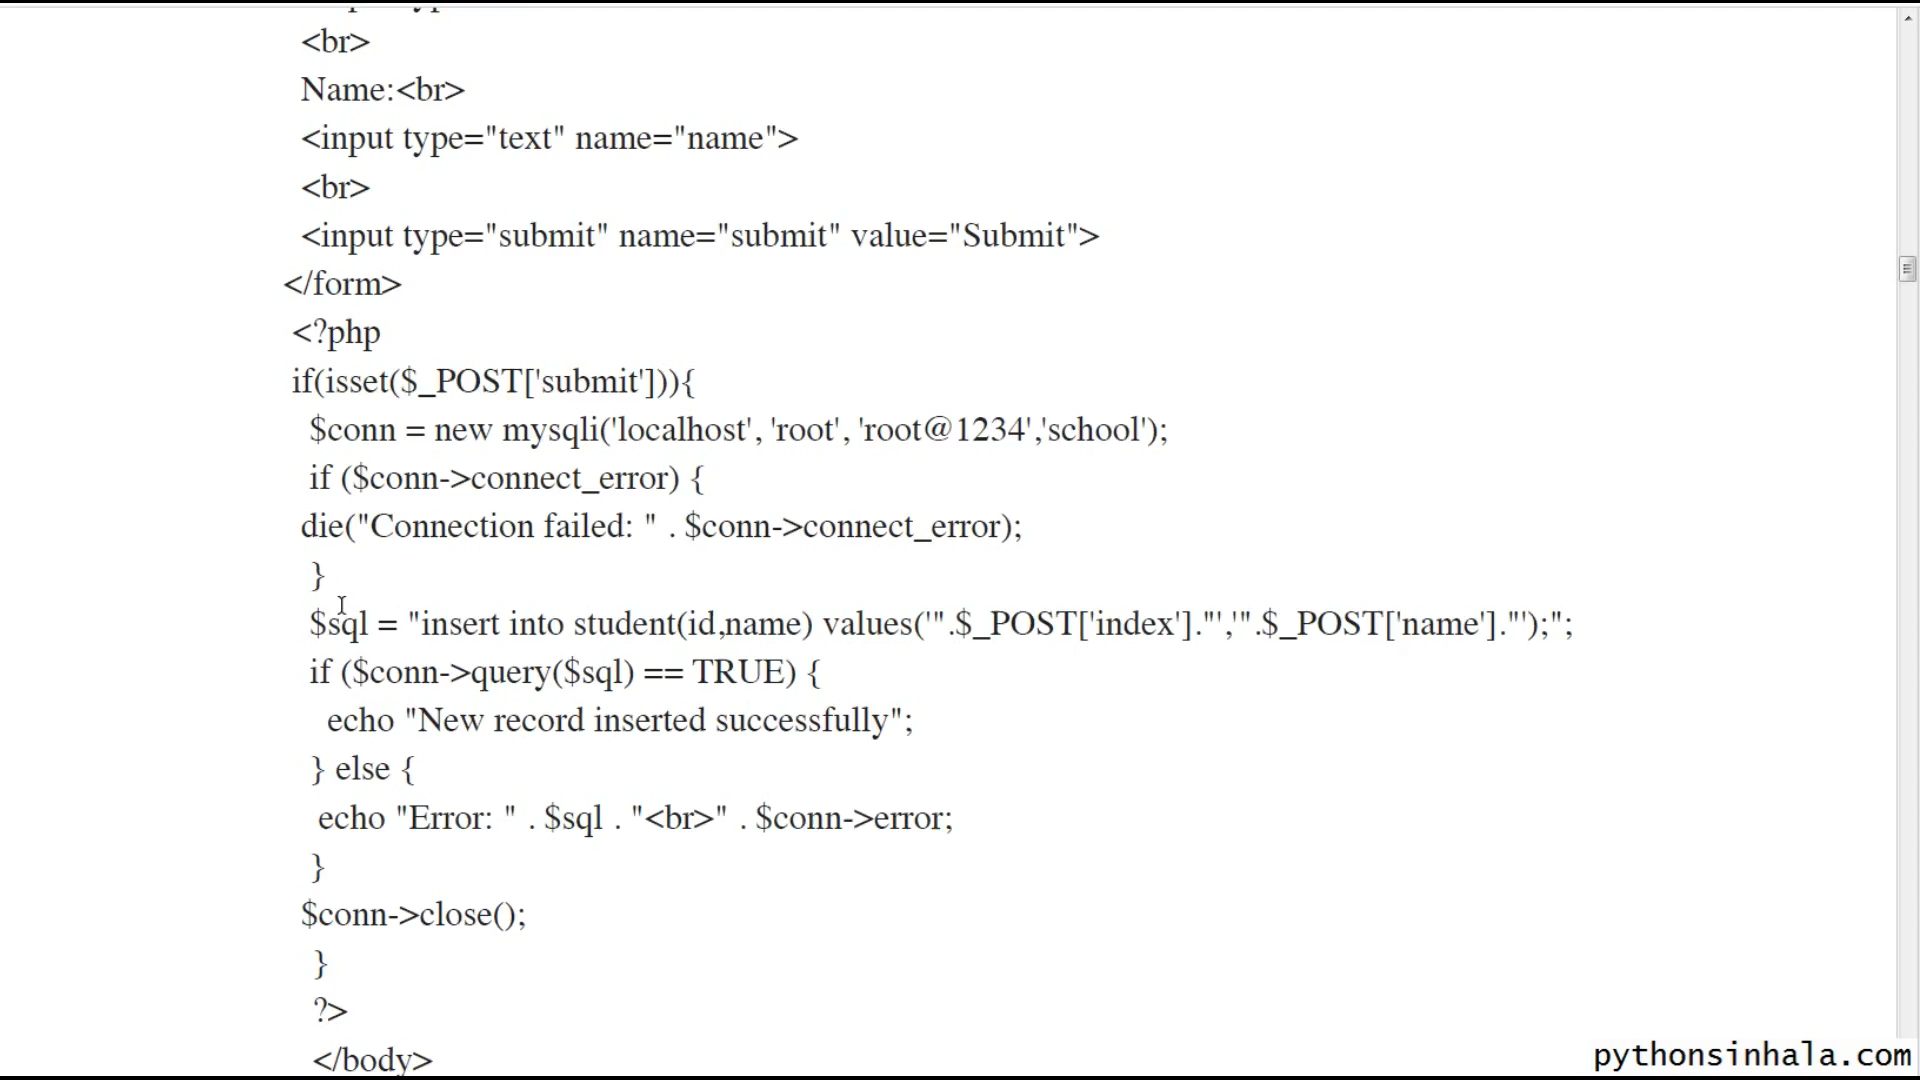 <br>
Name:<br>
<input type="text" name="name">
<br>
<input type="submit" name="submit" value="Submit">
</form>
<?php
if(isset($_POST['submit'])){
$conn = new mysqli('localhost', 'root', 'root@1234','school');
if ($conn->connect_error) {
die("Connection failed: " . $conn->connect_error);
}
$sql = "insert into student(id,name) values('".$_POST['index']."','".$_POST['name']."');";
if ($conn->query($sql) == TRUE) {
echo "New record inserted successfully";
} else {
echo "Error: " . $sql . "<br>" . $conn->error;
}
$conn->close();
}
?>
</body>
pythonsinhala.com